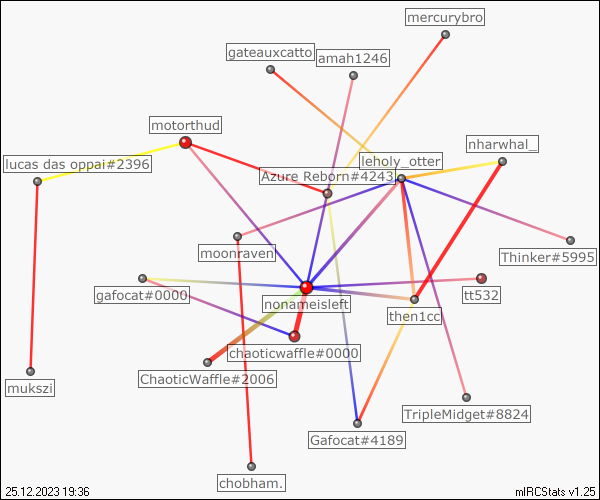 mercurybro
gateauxcatto
amah1246
motorthud
nharwhal_
leholy_otter
lucas das oppai#2396
Azure Reborn#4243
moonraven
Thinker#5995
gafocat#0000
nonameisleft
tt532
then1cc
chaoticwaffle#0000
ChaoticWaffle#2006
mukszi
TripleMidget#8824
Gafocat#4189
chobham.
25.12.2023 19:36
mIRCStats v1.25